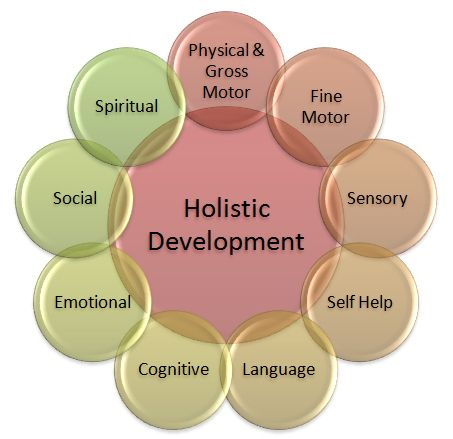 Physical &
Gross
Motor
Fine
Motor
Sensory
Self Help
Language
Cognitive
Emotional
Social
Spiritual
Holistic
Development